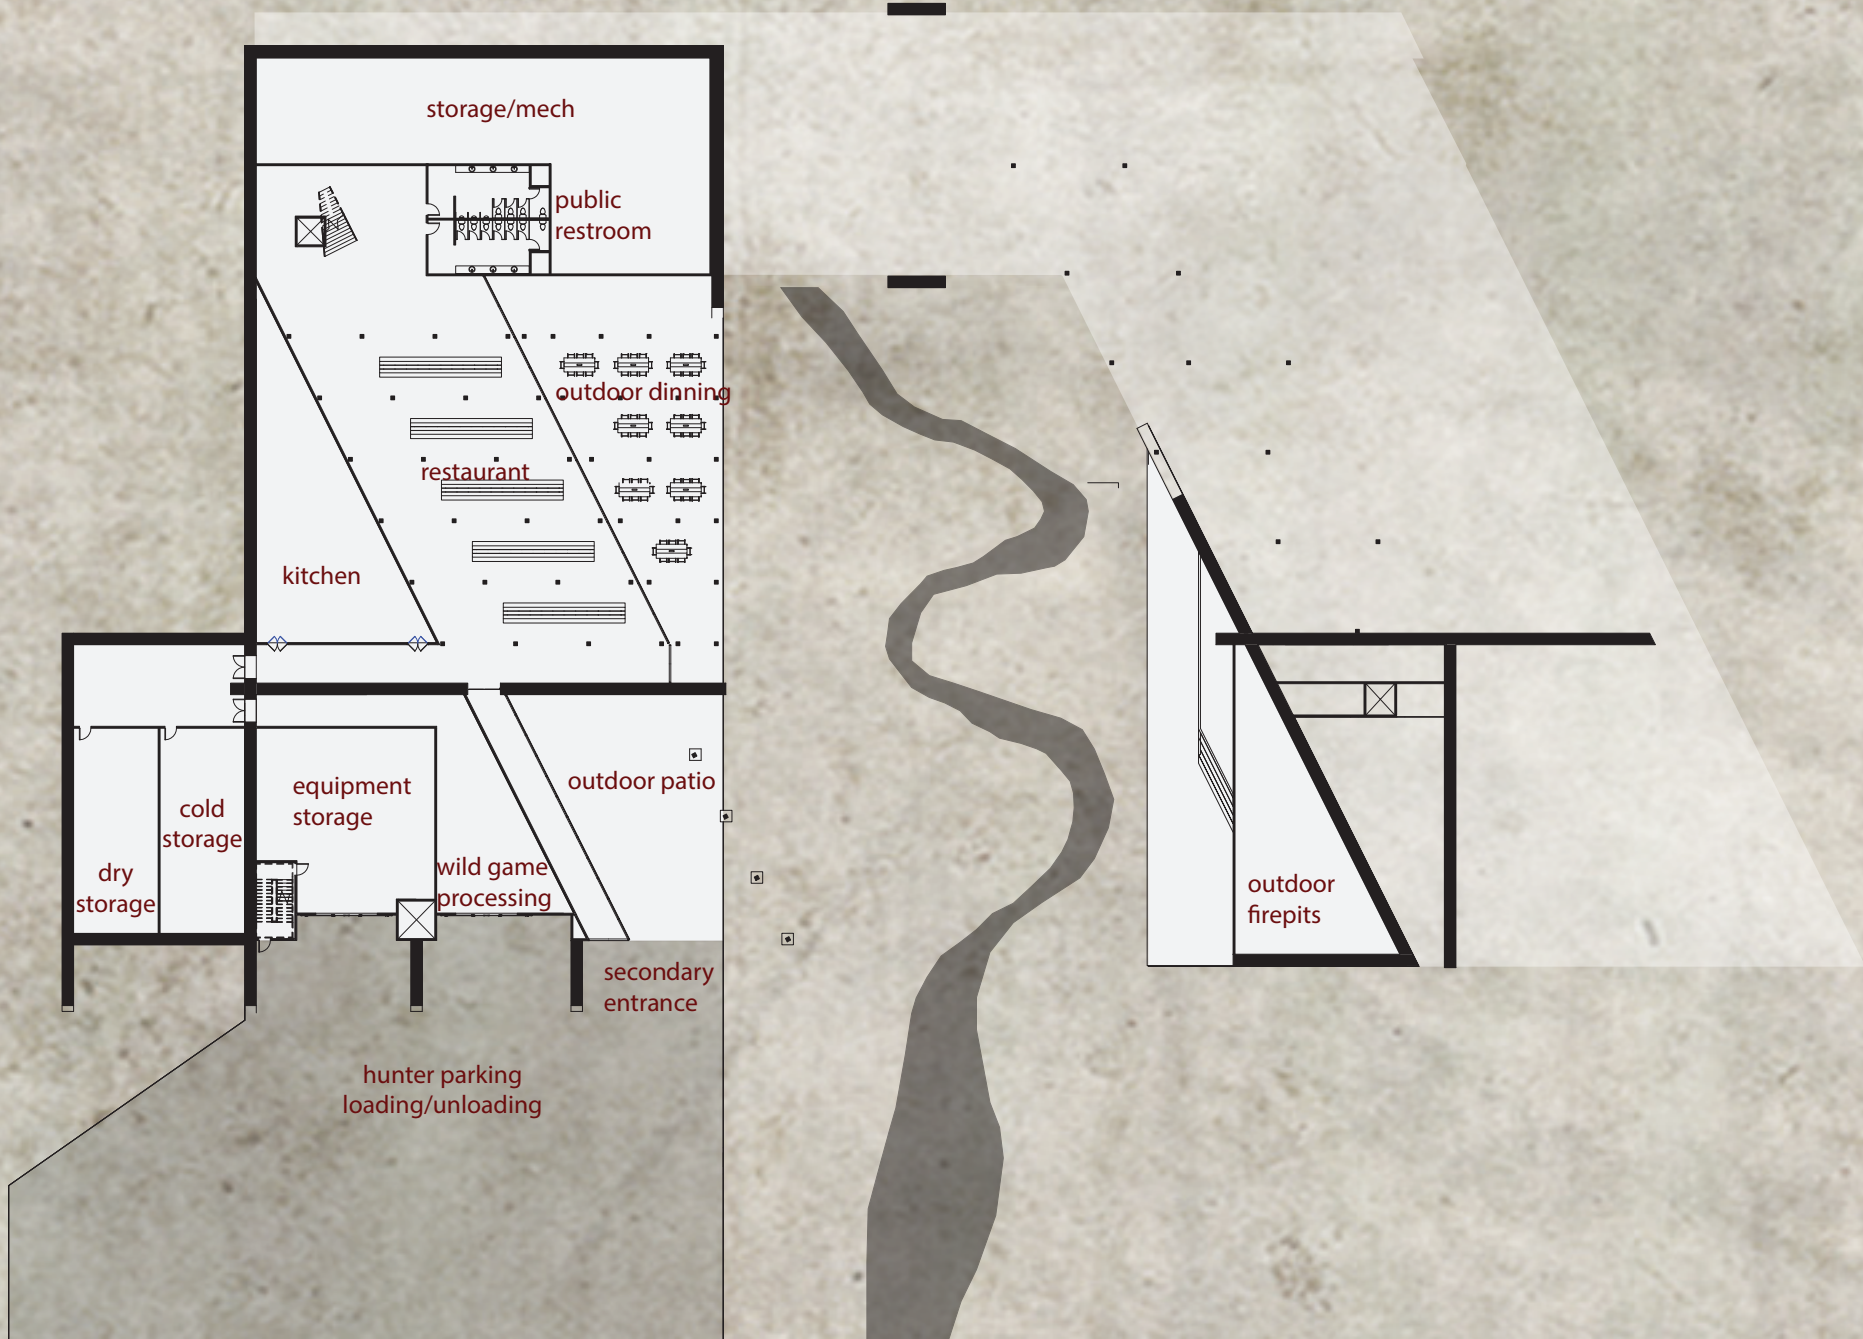 storage/mech
public
restroom
outdoor dinning
restaurant
kitchen
equipment
storage
outdoor patio
cold
storage
dry
storage
wild game
processing
outdoor
firepits
secondary
entrance
hunter parking
loading/unloading